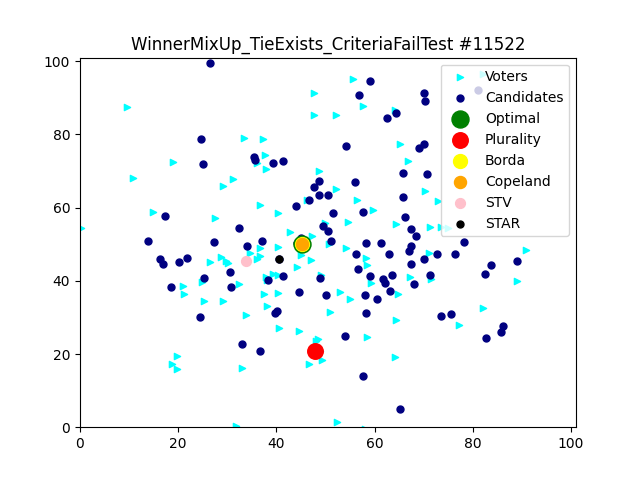 WinnerMixUp_TieExists_CriteriaFailTest #11522
100
80
60
40
20
0
0
20
40
60
80
100
Voters
Candidates
Optimal
Plurality
Borda
Copeland
STV
STAR